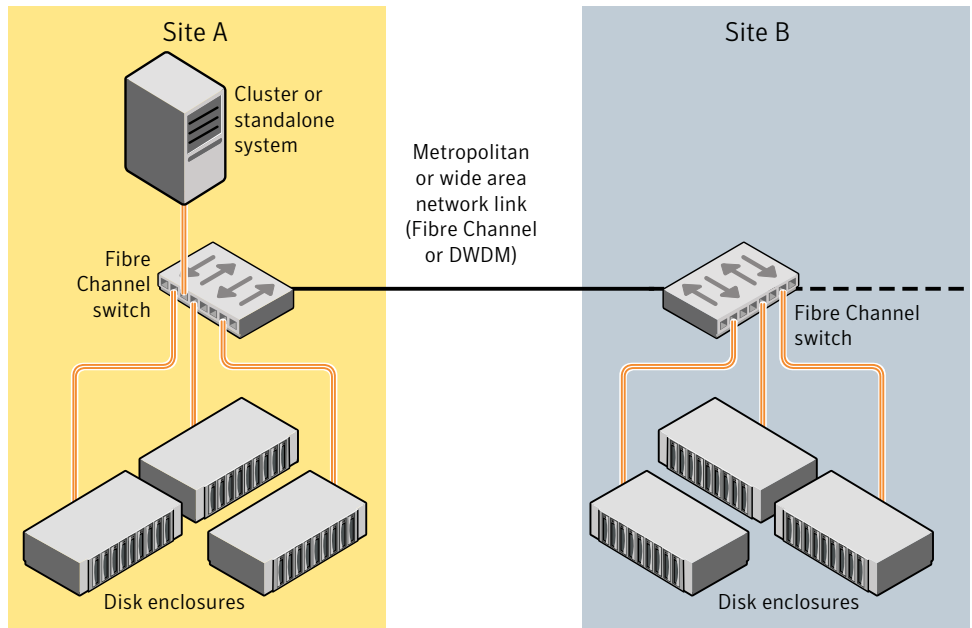 Site A
Site B
Cluster or
standalone
system
Metropolitan
or wide area
network link
(Fibre Channel
or DWDM)
Fibre
Channel
switch
Fibre Channel
switch
Disk enclosures
Disk enclosures